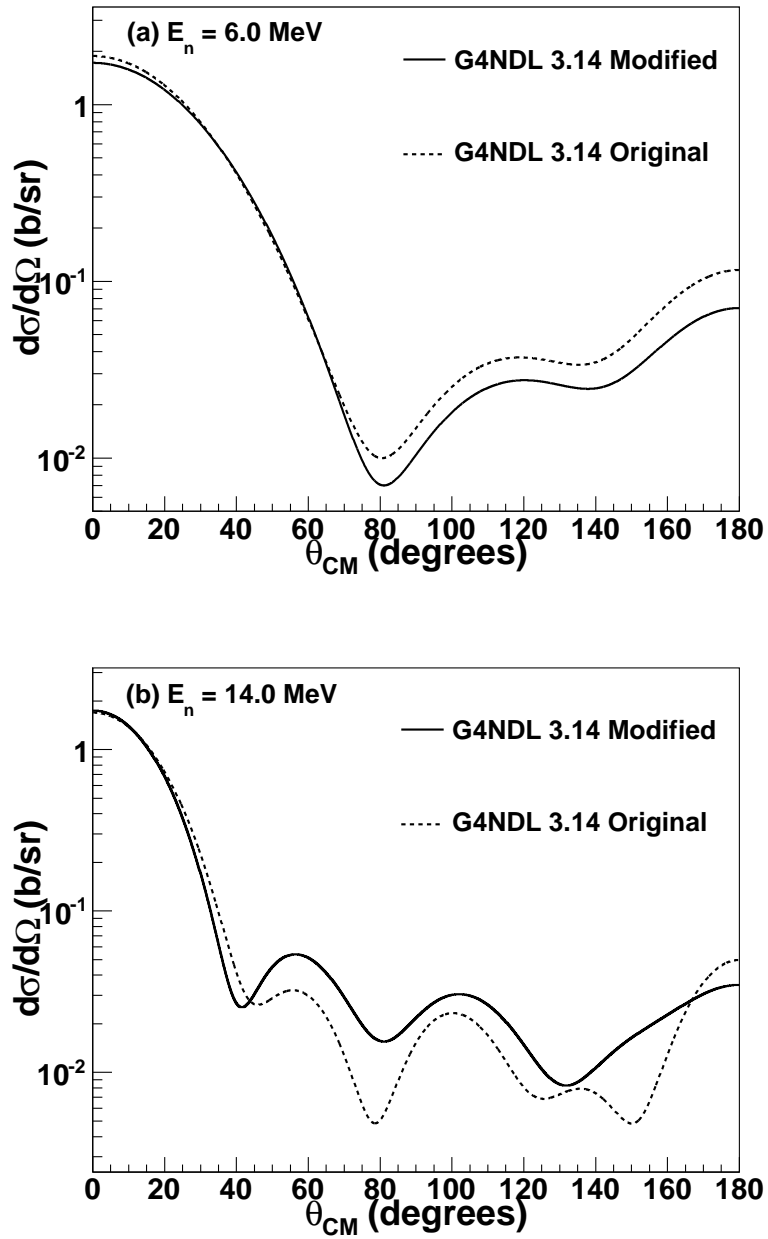 (a) E_n = 6.0 MeV
G4NDL 3.14 Modified
G4NDL 3.14 Original
dσ/dΩ (b/sr)
1
10^-1
10^-2
0 20 40 60 80 100 120 140 160 180
θ_CM (degrees)
(b) E_n = 14.0 MeV
G4NDL 3.14 Modified
G4NDL 3.14 Original
dσ/dΩ (b/sr)
1
10^-1
10^-2
0 20 40 60 80 100 120 140 160 180
θ_CM (degrees)